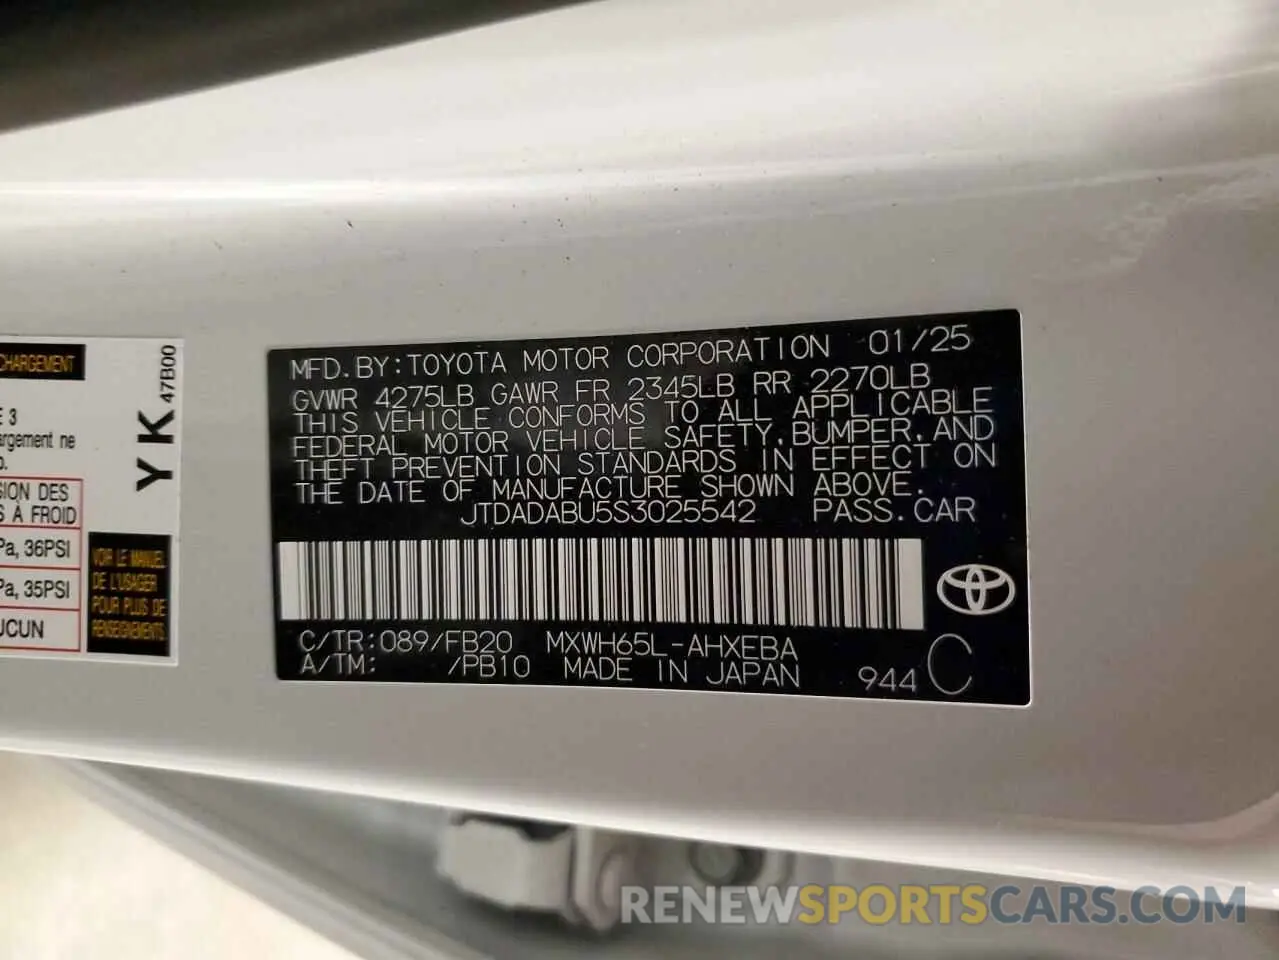 CHARGEMENT
E 3
argement ne
p.
SION DES
S À FROID
Pa, 36PSI
Pa, 35PSI
UCUN
YK
47B00
VOIR LE MANUEL
DE L'USAGER
POUR PLUS DE
RENSEIGNEMENTS
MFD.BY:TOYOTA MOTOR CORPORATION 01/25
GVWR 4275LB GAWR FR 2345LB RR 2270LB
THIS VEHICLE CONFORMS TO ALL APPLICABLE
FEDERAL MOTOR VEHICLE SAFETY,BUMPER,AND
THEFT PREVENTION STANDARDS IN EFFECT ON
THE DATE OF MANUFACTURE SHOWN ABOVE.
JTDADABU5S3025542 PASS.CAR
C/TR:089/FB20 MXWH65L-AHXEBA
A/TM: /PB10 MADE IN JAPAN 944 C
RENEWSPORTSCARS.COM